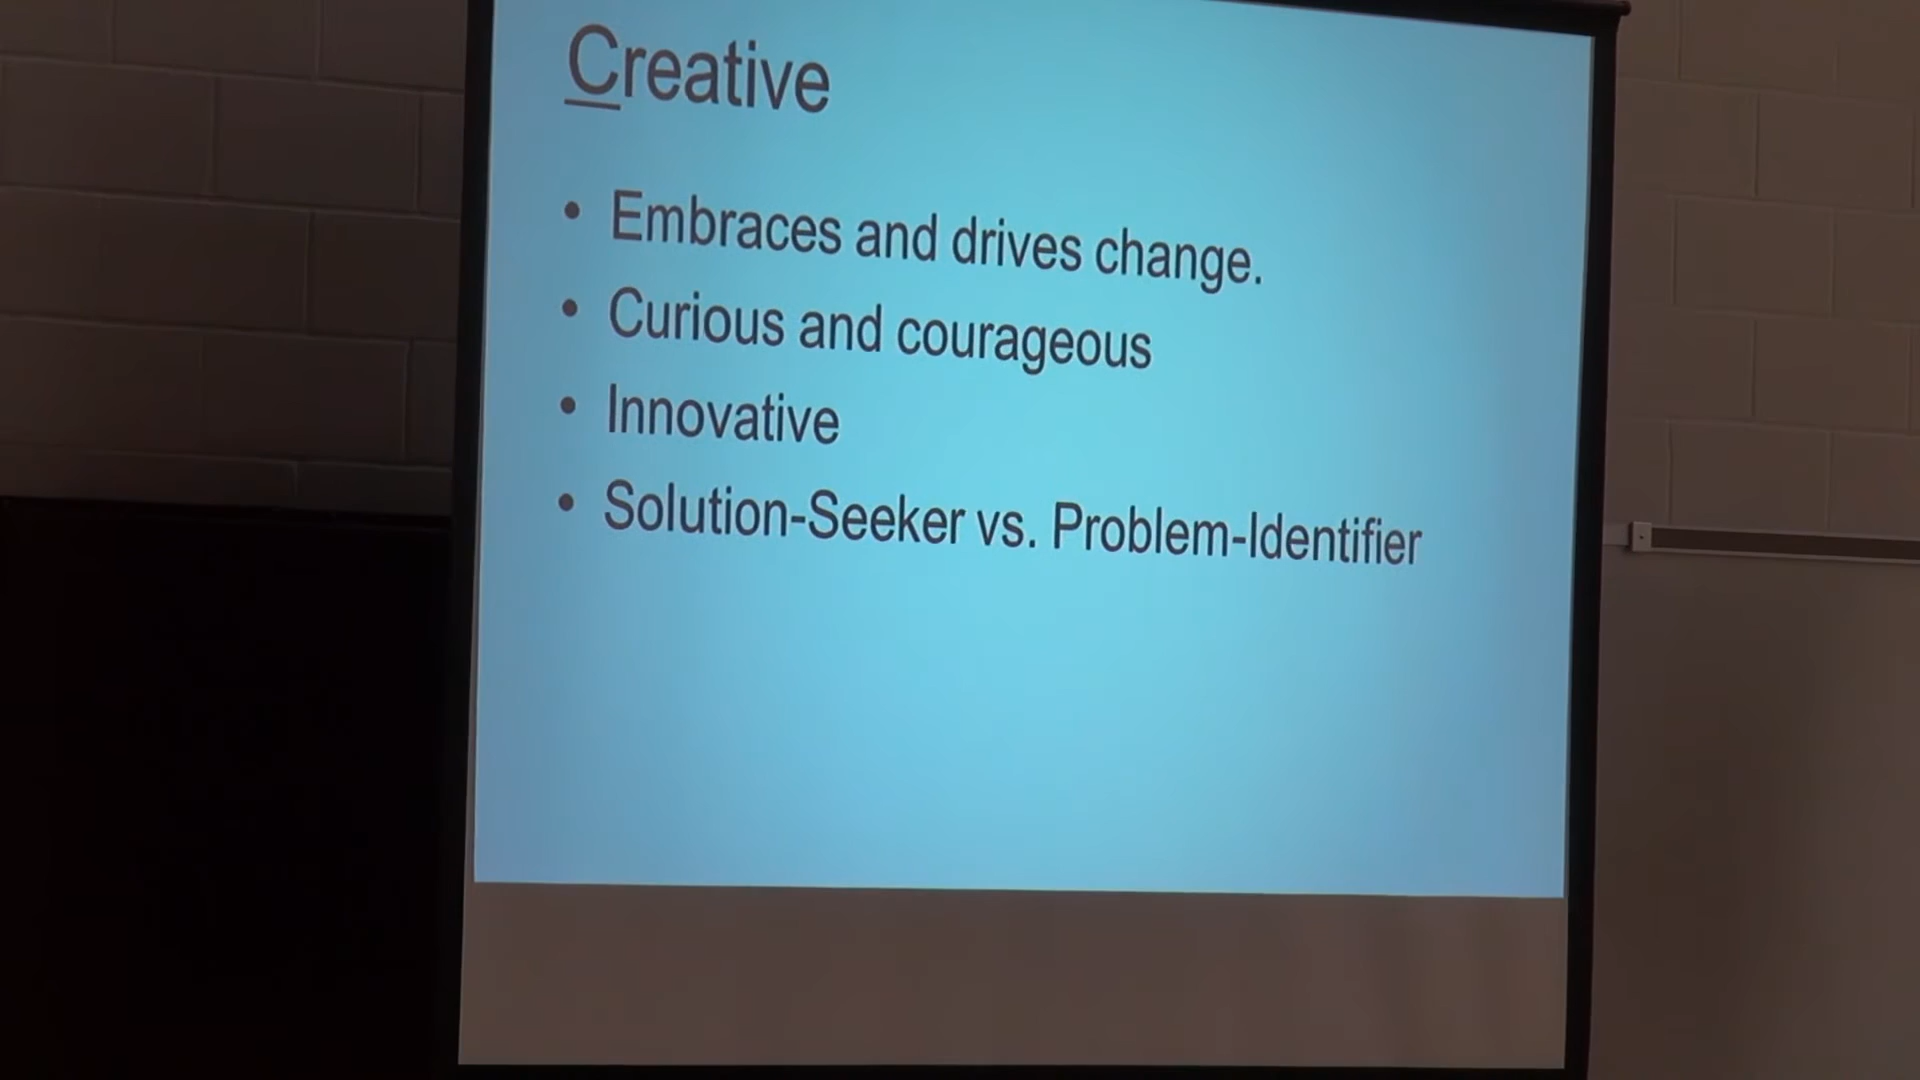 Creative
• Embraces and drives change.
• Curious and courageous
• Innovative
• Solution-Seeker vs. Problem-Identifier